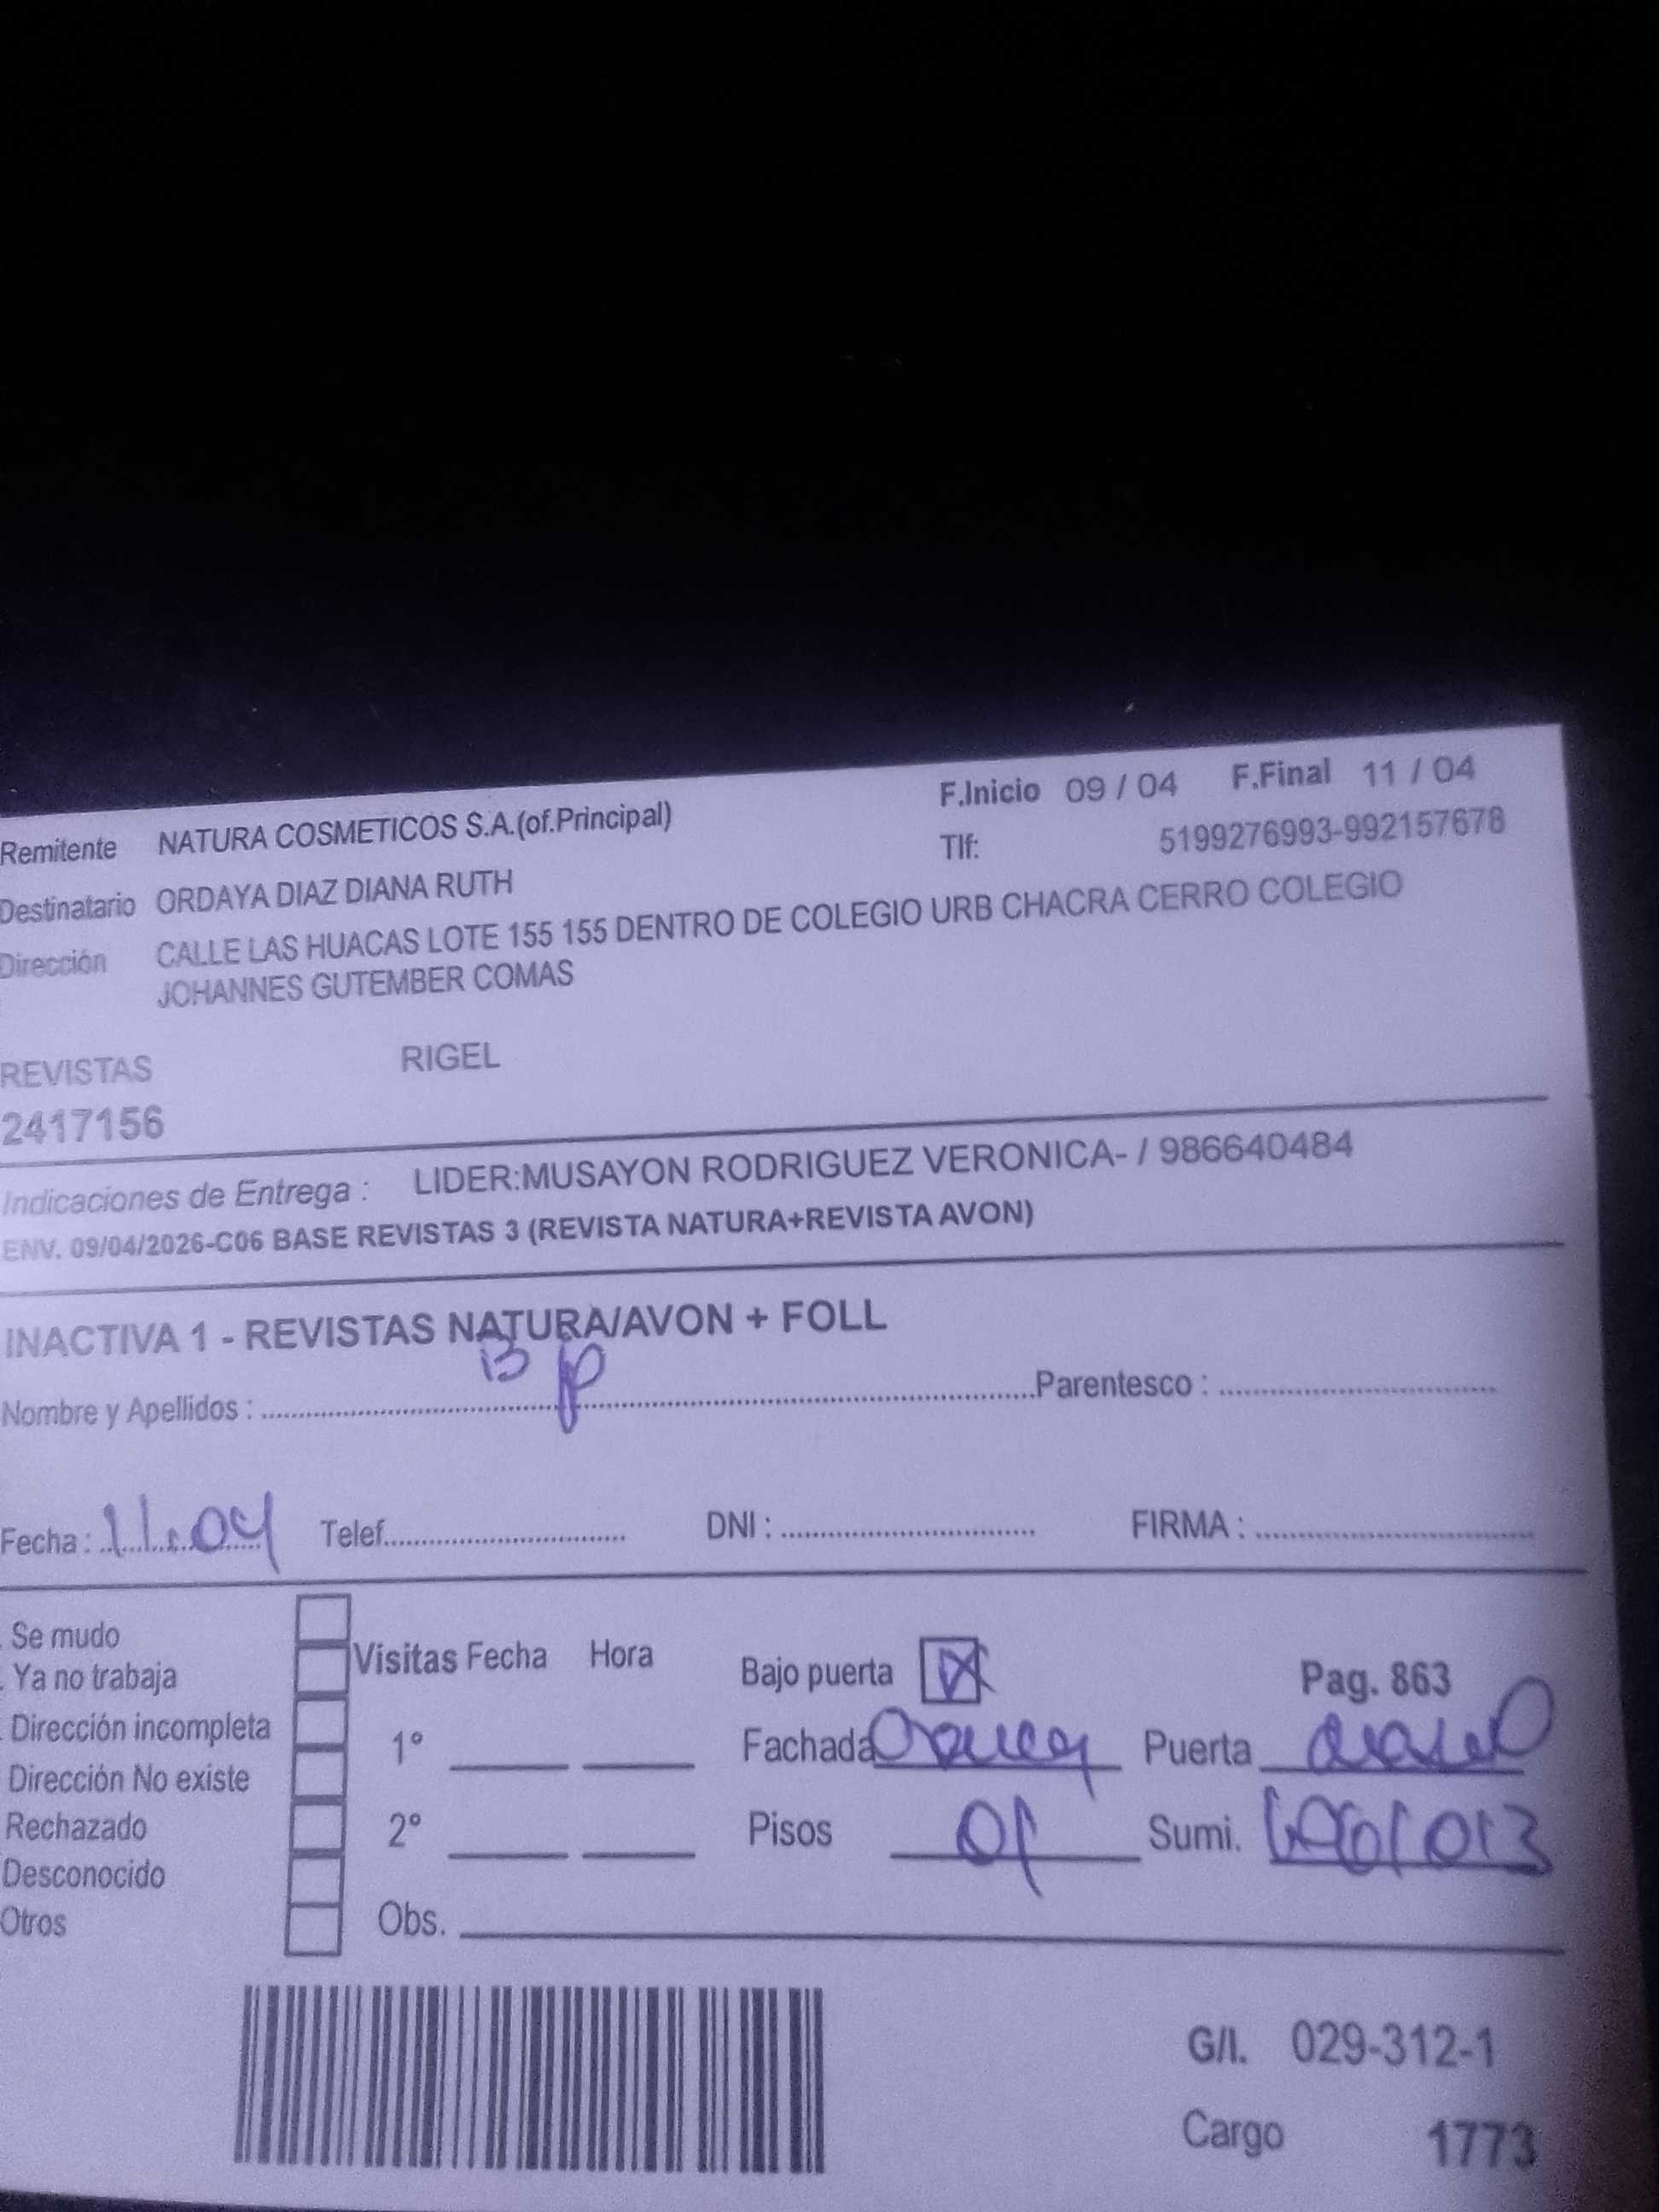 Remitente NATURA COSMETICOS S.A.(of.Principal) F.Inicio 09 / 04 F.Final 11 / 04
Tlf: 5199276993-992157678
Destinatario ORDAYA DIAZ DIANA RUTH
Dirección CALLE LAS HUACAS LOTE 155 155 DENTRO DE COLEGIO URB CHACRA CERRO COLEGIO
JOHANNES GUTEMBER COMAS
REVISTAS RIGEL
2417156
Indicaciones de Entrega : LIDER:MUSAYON RODRIGUEZ VERONICA- / 986640484
ENV. 09/04/2026-C06 BASE REVISTAS 3 (REVISTA NATURA+REVISTA AVON)
INACTIVA 1 - REVISTAS NATURA/AVON + FOLL
Nombre y Apellidos : B p Parentesco :
Fecha : 11.04 Telef. DNI : FIRMA :
Se mudo
Ya no trabaja
Dirección incompleta
Dirección No existe
Rechazado
Desconocido
Otros
Visitas Fecha Hora
1°
2°
Obs.
Bajo puerta Pag. 863
Fachada Puerta
Pisos 01 Sumi.
G/I. 029-312-1
Cargo 1773